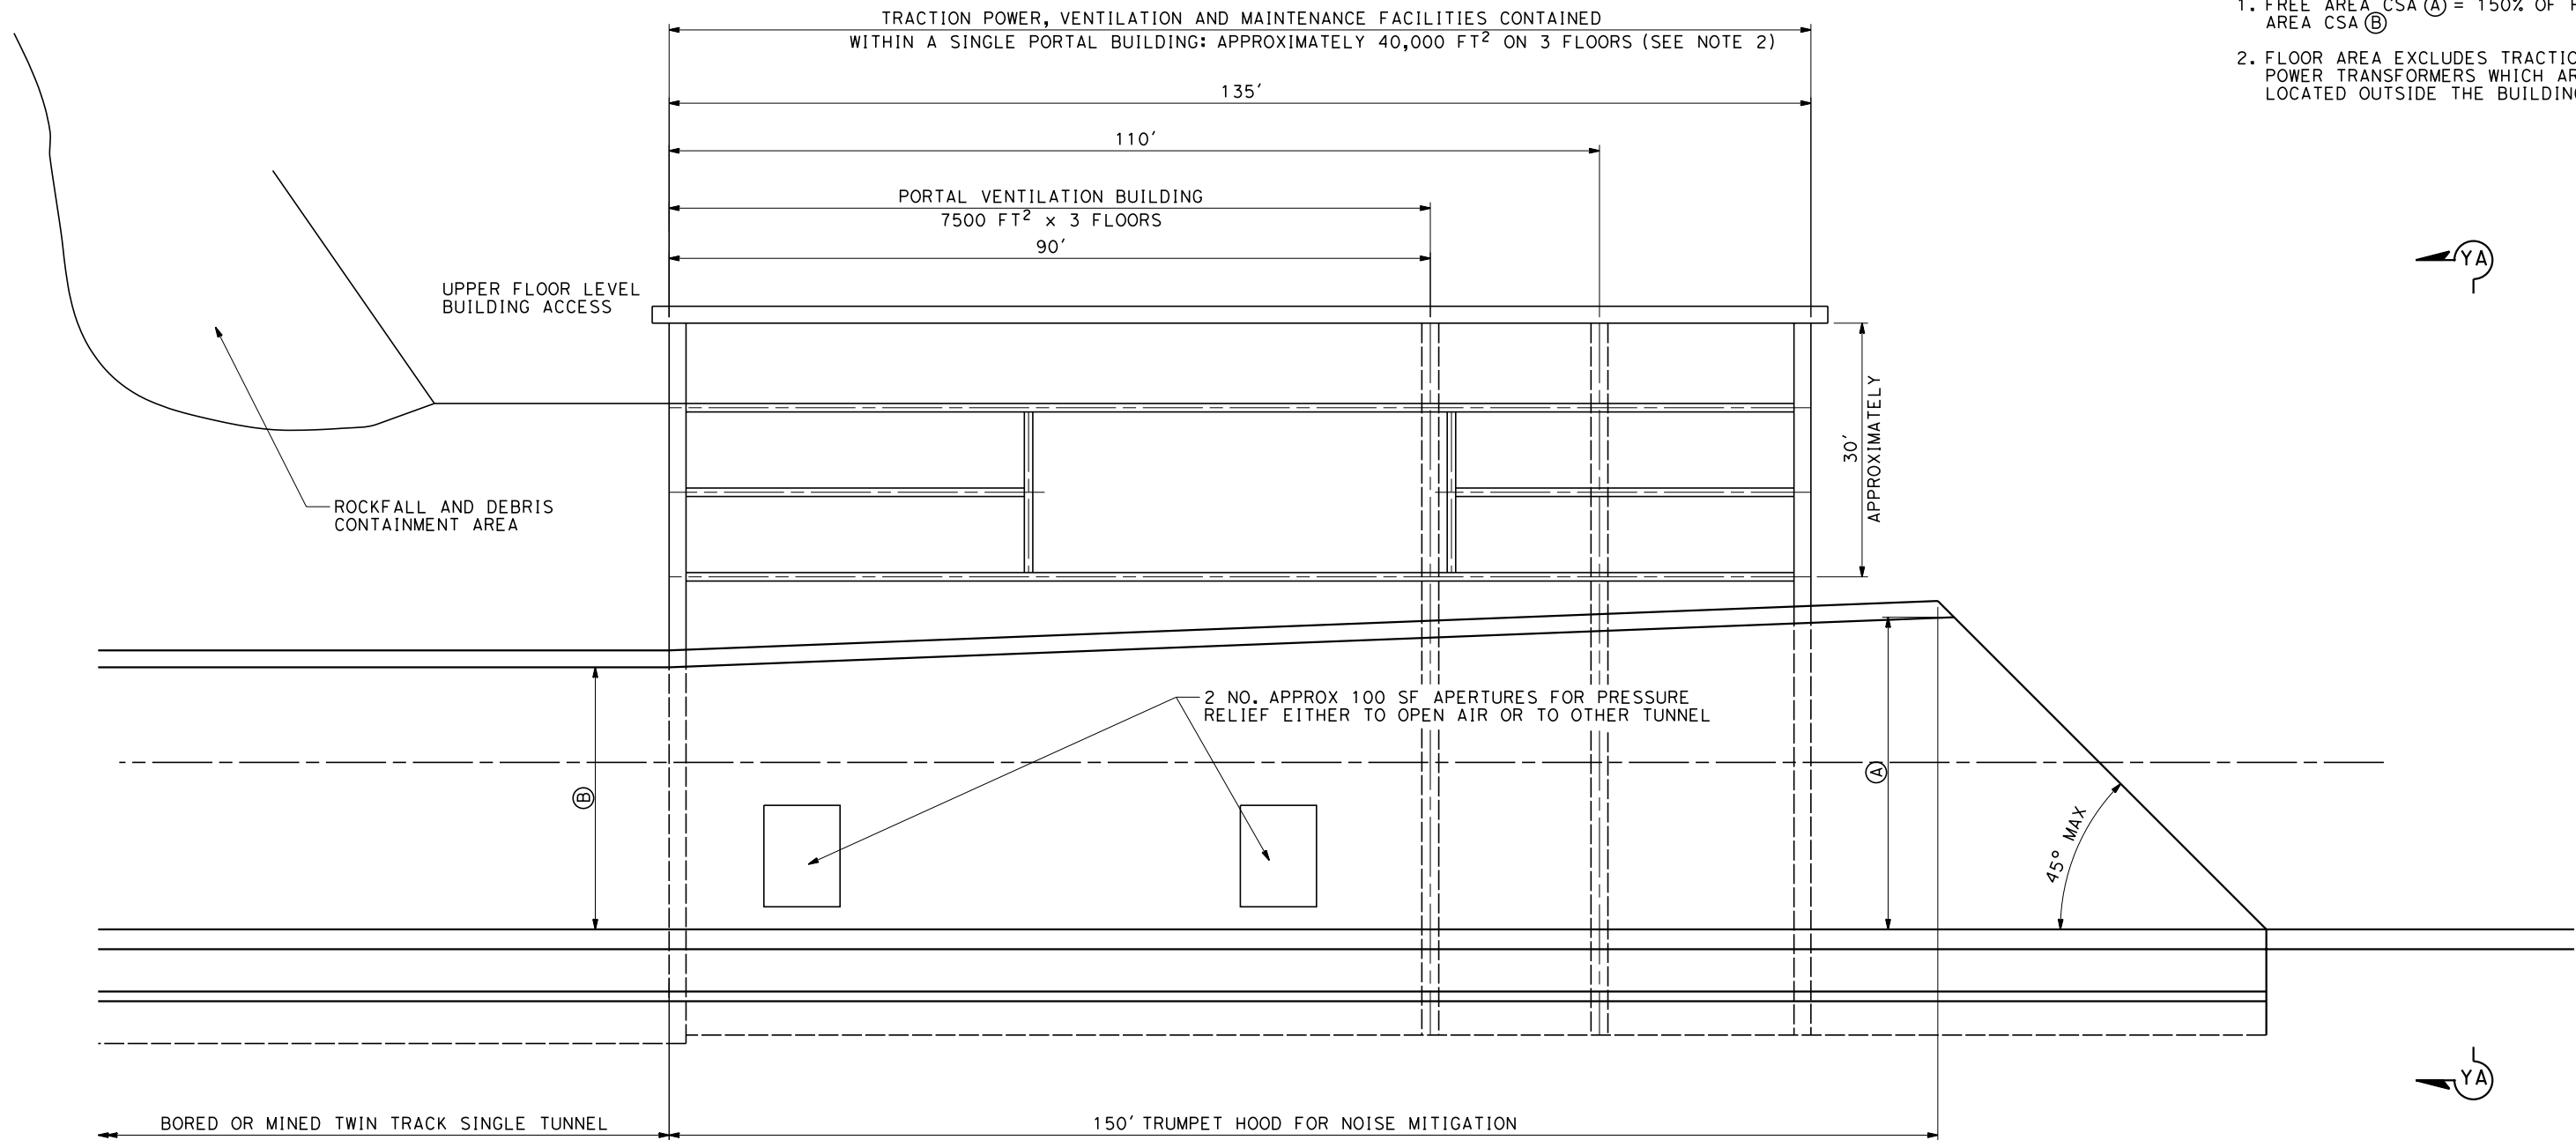 TRACTION POWER, VENTILATION AND MAINTENANCE FACILITIES CONTAINED
WITHIN A SINGLE PORTAL BUILDING: APPROXIMATELY 40,000 FT² ON 3 FLOORS (SEE NOTE 2)
1. FREE AREA CSA Ⓐ = 150% OF
AREA CSA Ⓑ
2. FLOOR AREA EXCLUDES
POWER TRANSFORMERS WHICH
LOCATED OUTSIDE THE
135′
110′
PORTAL VENTILATION BUILDING
7500 FT² x 3 FLOORS
90′
YA
UPPER FLOOR LEVEL
BUILDING ACCESS
30′
APPROXIMATELY
ROCKFALL AND DEBRIS
CONTAINMENT AREA
2 NO. APPROX 100 SF APERTURES FOR PRESSURE
RELIEF EITHER TO OPEN AIR OR TO OTHER TUNNEL
B
A
45° MAX
YA
BORED OR MINED TWIN TRACK SINGLE TUNNEL
150′ TRUMPET HOOD FOR NOISE MITIGATION